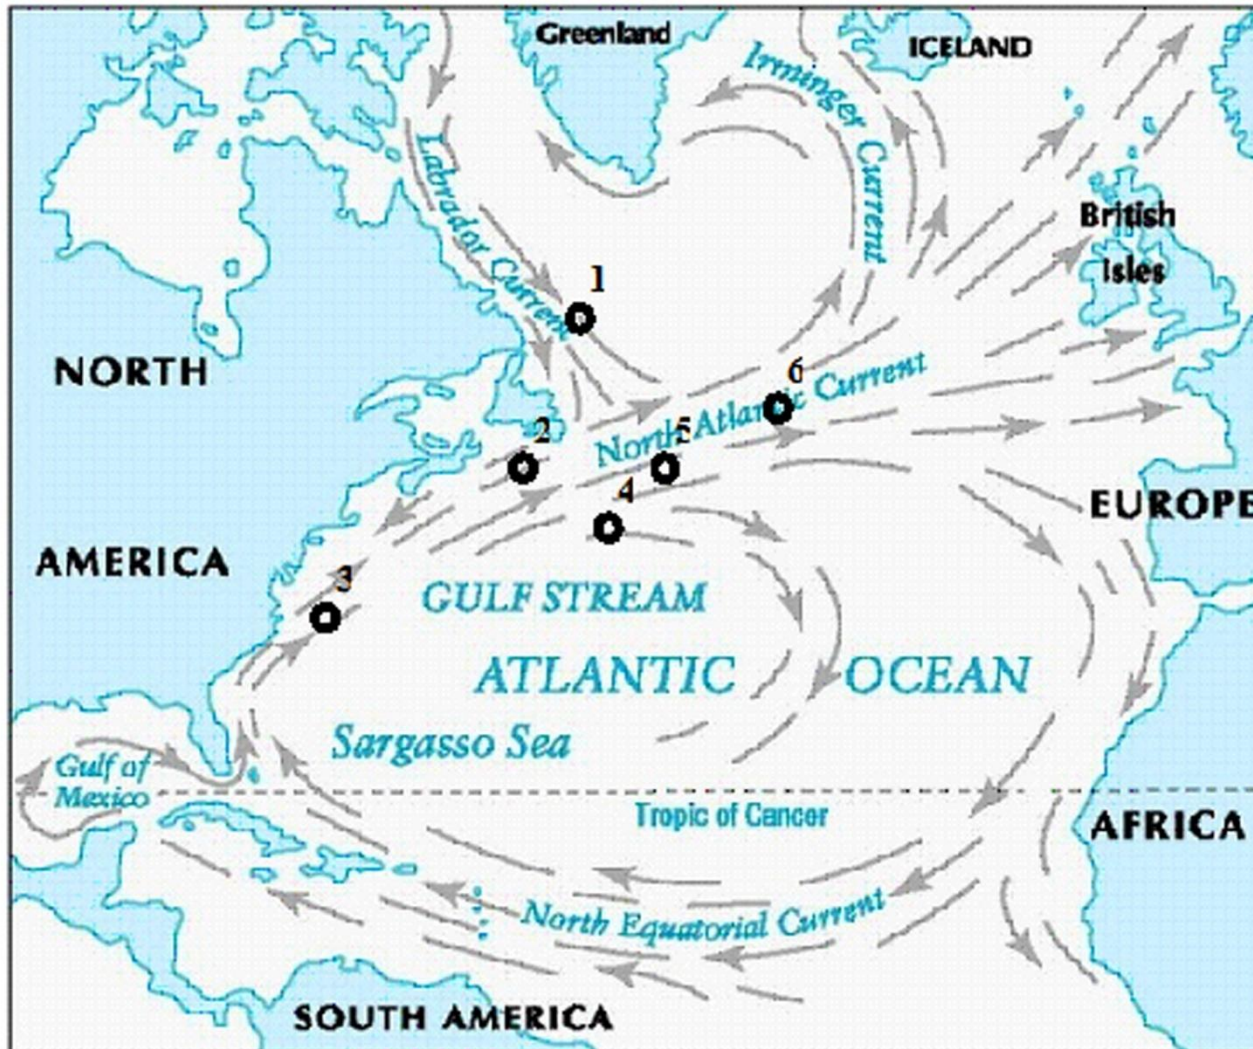 Greenland
ICELAND
Irminger Current
Labrador Current
British
Isles
1
NORTH
6
North Atlantic Current
2
5
4
EUROPE
AMERICA
3
GULF STREAM
ATLANTIC OCEAN
Sargasso Sea
Gulf of
Mexico
Tropic of Cancer
AFRICA
North Equatorial Current
SOUTH AMERICA